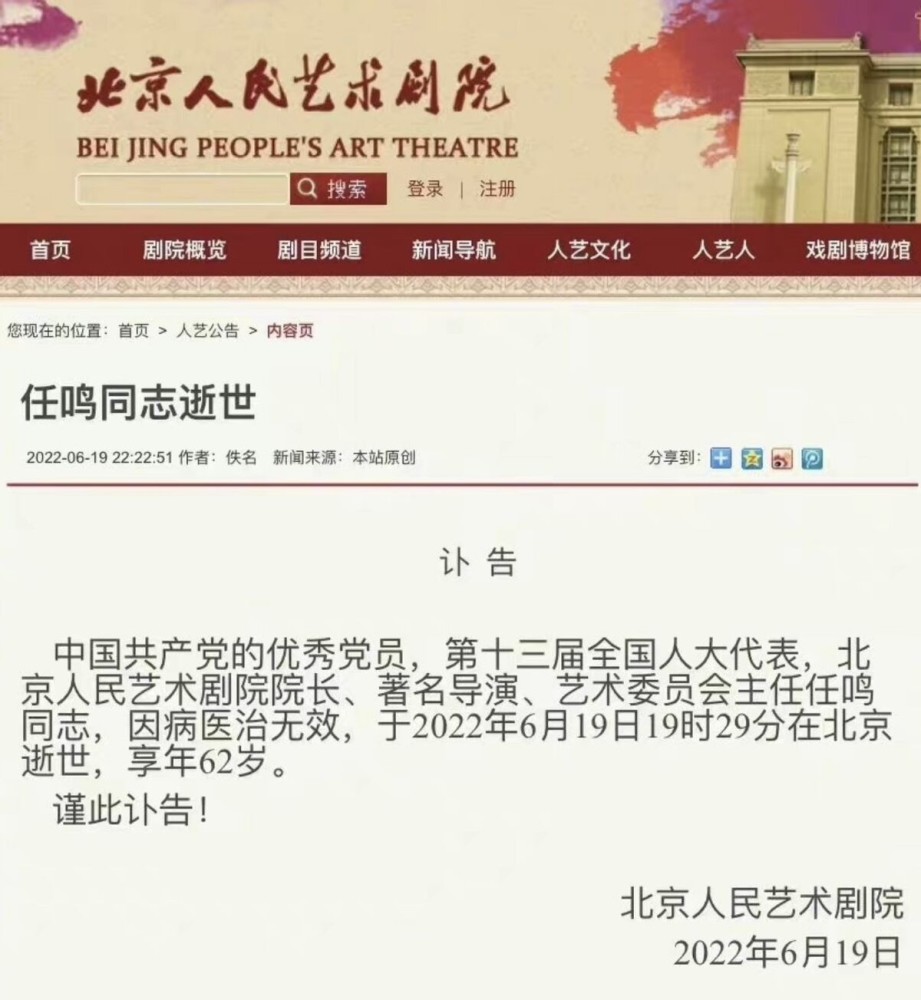 北京人民艺术剧院
BEI JING PEOPLE'S ART THEATRE
搜索 登录 | 注册
首页 剧院概览 剧目频道 新闻导航 人艺文化 人艺人 戏剧博物馆
您现在的位置：首页 > 人艺公告 > 内容页
任鸣同志逝世
2022-06-19 22:22:51 作者：佚名 新闻来源：本站原创 分享到：
讣 告
中国共产党的优秀党员，第十三届全国人大代表，北
京人民艺术剧院院长、著名导演、艺术委员会主任任鸣
同志，因病医治无效，于2022年6月19日19时29分在北京
逝世，享年62岁。
谨此讣告！
北京人民艺术剧院
2022年6月19日